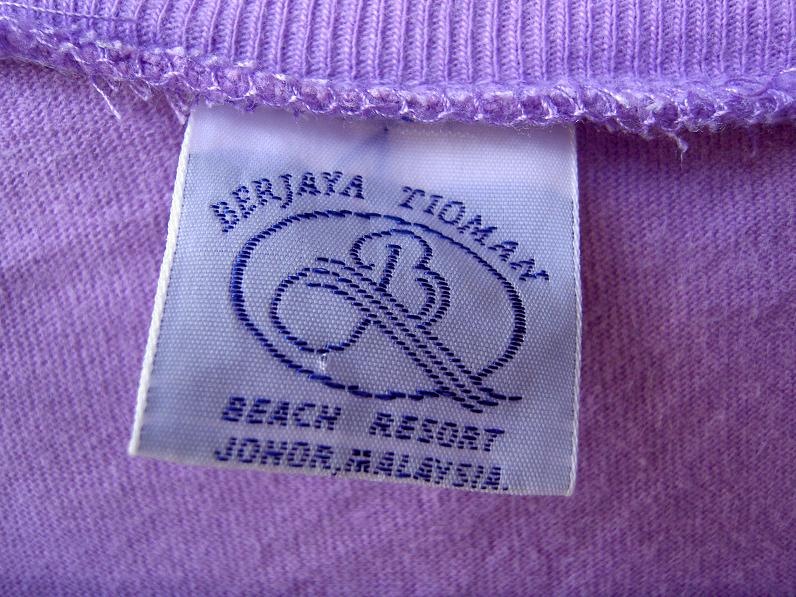 BERJAYA TIOMAN
B
BEACH RESORT
JOHOR, MALAYSIA.